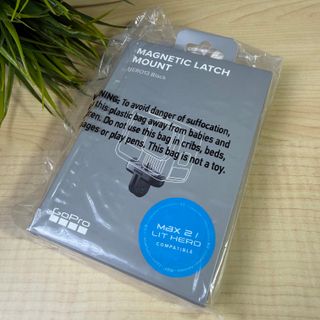 MAGNETIC LATCH
MOUNT
HERO13 Black
NING: To avoid danger of suffocation,
this plastic bag away from babies and
ren. Do not use this bag in cribs, beds,
ages or play pens. This bag is not a toy.
MAX 2 /
LIT HERO
COMPATIBLE
GoPro